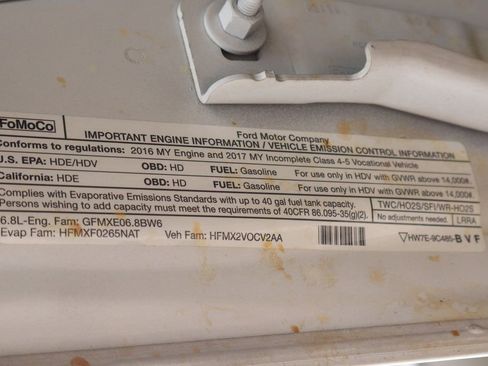 FoMoCo
Ford Motor Company
IMPORTANT ENGINE INFORMATION / VEHICLE EMISSION CONTROL INFORMATION
Conforms to regulations: 2016 MY Engine and 2017 MY Incomplete Class 4-5 Vocational Vehicle
U.S. EPA: HDE/HDV OBD: HD FUEL: Gasoline For use only in HDV with GVWR above 14,000#.
California: HDE OBD: HD FUEL: Gasoline For use only in HDV with GVWR above 14,000#.
Complies with Evaporative Emissions Standards with up to 40 gal fuel tank capacity. TWC/HO2S/SFI/WR-HO2S
Persons wishing to add capacity must meet the requirements of 40CFR 86.095-35(g)(2). No adjustments needed. LRRA
6.8L-Eng. Fam: GFMXE06.8BW6
Evap Fam: HFMXF0265NAT Veh Fam: HFMX2VOCV2AA HW7E-9C485-B V F